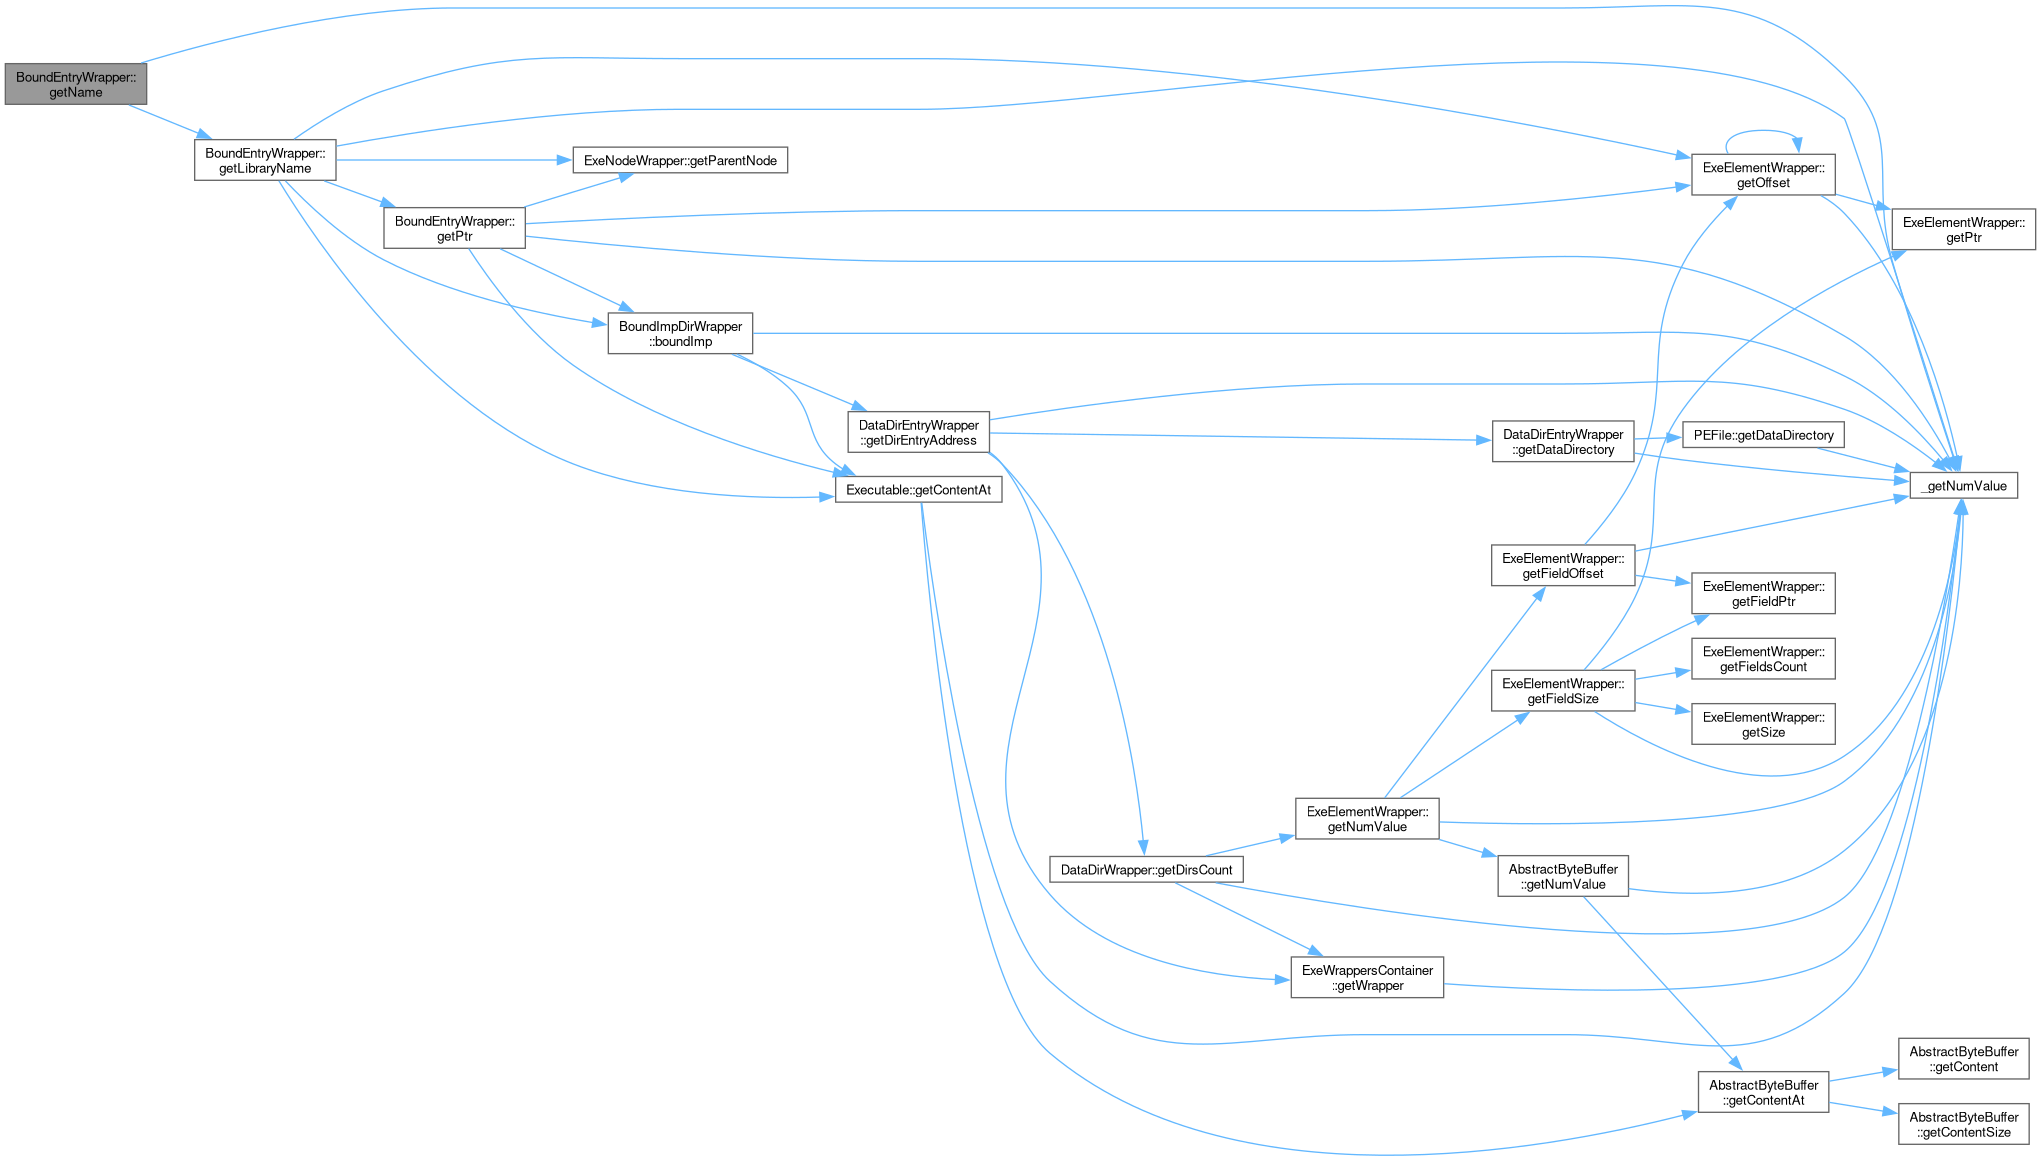 BoundEntryWrapper::
getName
BoundEntryWrapper::
getLibraryName
ExeNodeWrapper::getParentNode
BoundEntryWrapper::
getPtr
BoundImpDirWrapper
::boundImp
DataDirEntryWrapper
::getDirEntryAddress
Executable::getContentAt
ExeElementWrapper::
getOffset
ExeElementWrapper::
getPtr
DataDirEntryWrapper
::getDataDirectory
PEFile::getDataDirectory
_getNumValue
ExeElementWrapper::
getFieldOffset
ExeElementWrapper::
getFieldPtr
ExeElementWrapper::
getFieldsCount
ExeElementWrapper::
getFieldSize
ExeElementWrapper::
getSize
ExeElementWrapper::
getNumValue
DataDirWrapper::getDirsCount
AbstractByteBuffer
::getNumValue
ExeWrappersContainer
::getWrapper
AbstractByteBuffer
::getContentAt
AbstractByteBuffer
::getContent
AbstractByteBuffer
::getContentSize